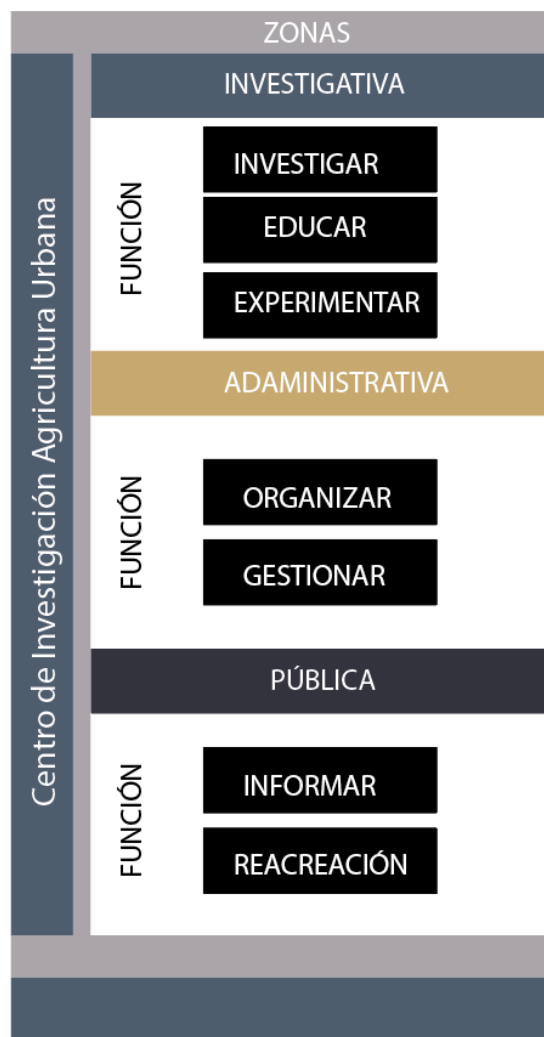 ZONAS
Centro de Investigación Agricultura Urbana
INVESTIGATIVA
FUNCIÓN
INVESTIGAR
EDUCAR
EXPERIMENTAR
ADAMINISTRATIVA
FUNCIÓN
ORGANIZAR
GESTIONAR
PÚBLICA
FUNCIÓN
INFORMAR
REACREACIÓN